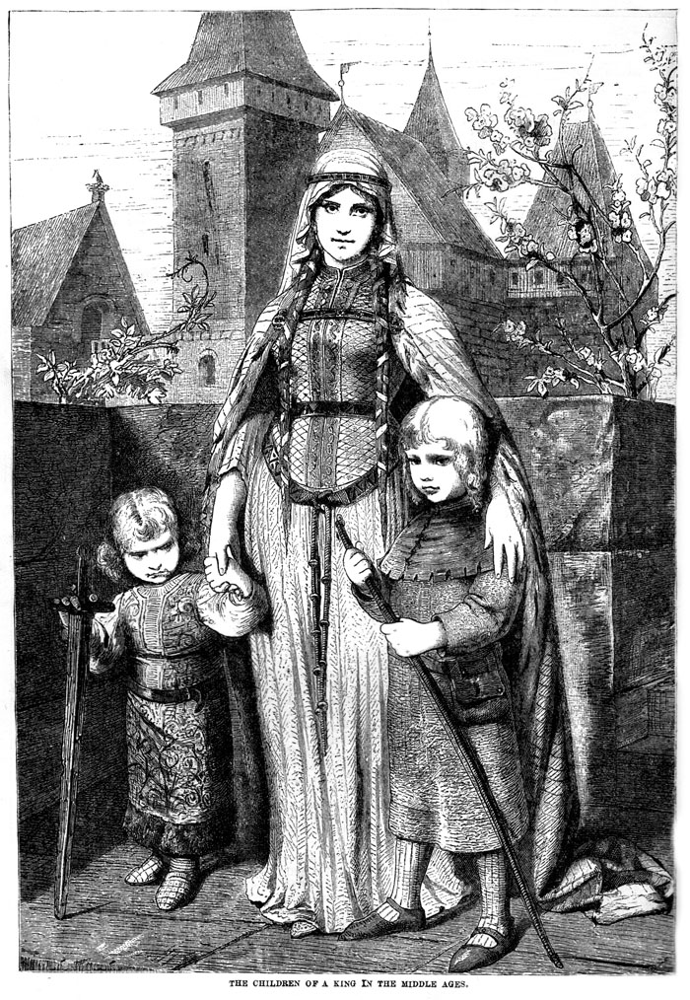 THE CHILDREN OF A KING IN THE MIDDLE AGES.